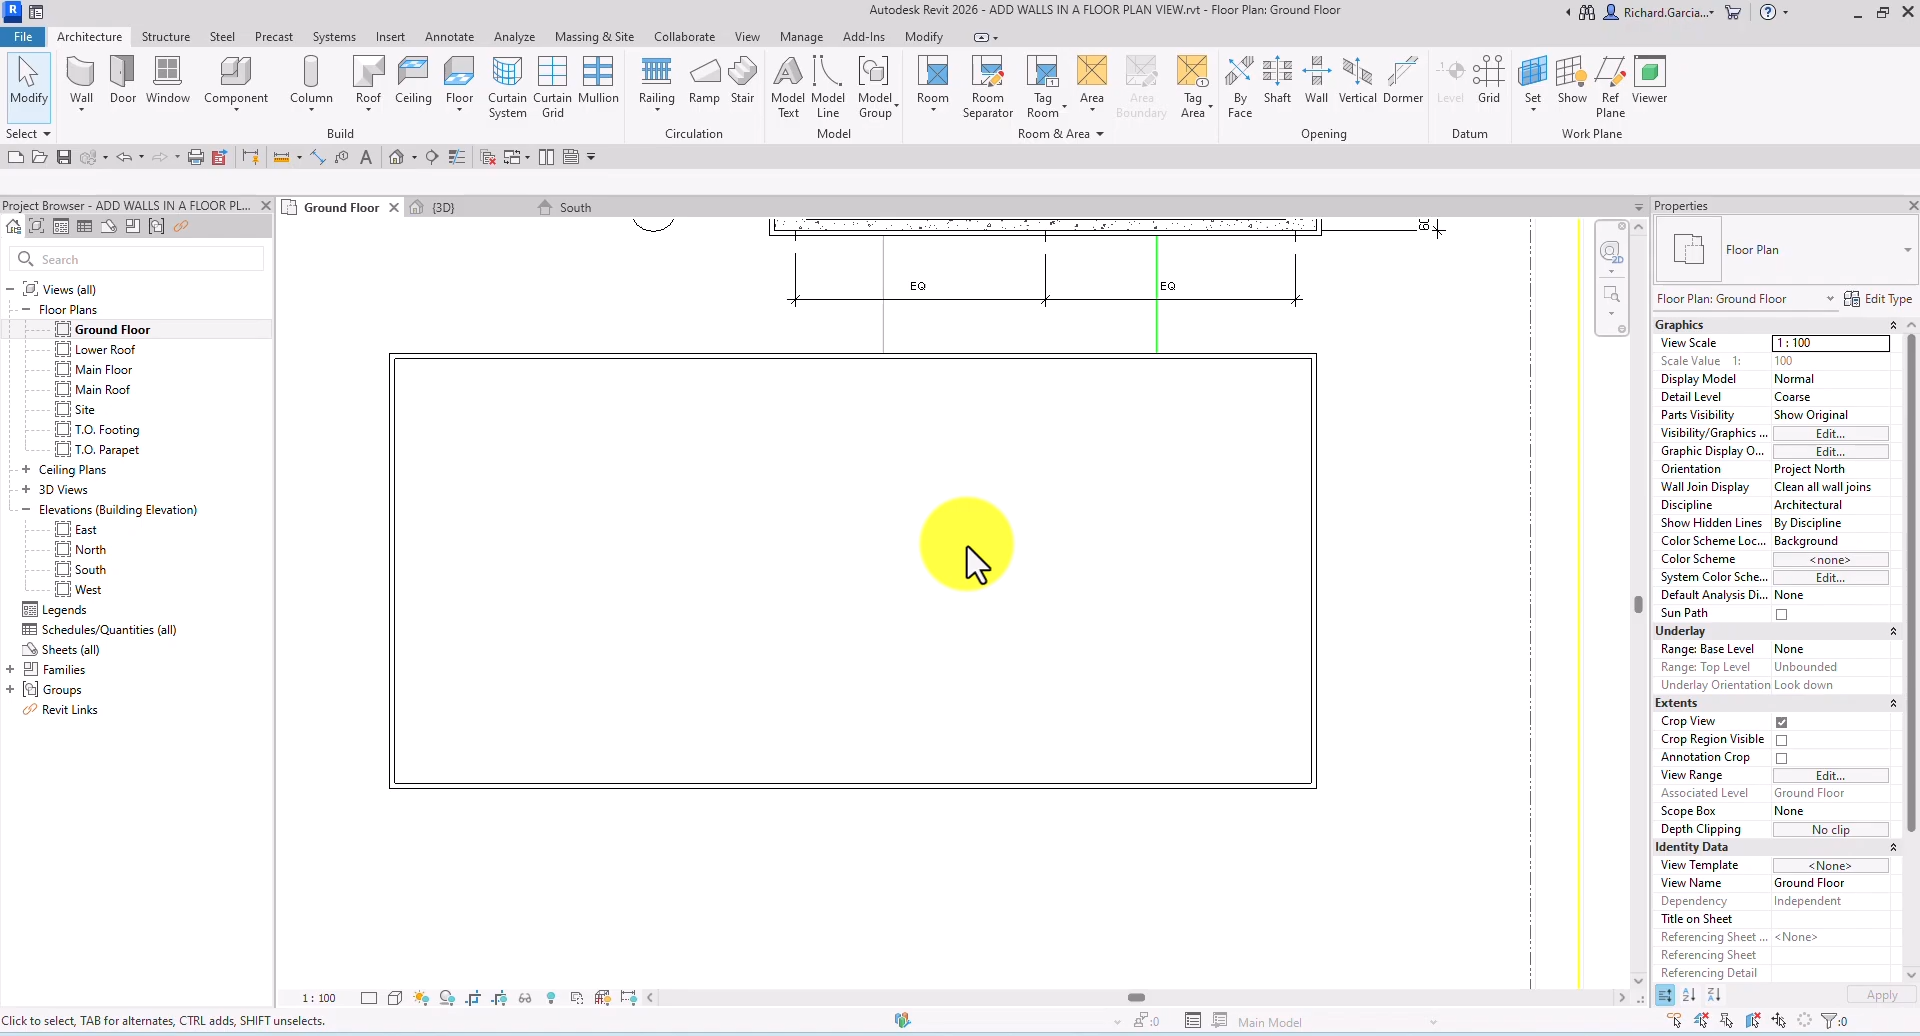 Autodesk Revit 2026 - ADD WALLS IN A FLOOR PLAN VIEW.rvt - Floor Plan: Ground Floor
Richard.Garcia...
File Architecture Structure Steel Precast Systems Insert Annotate Analyze Massing & Site Collaborate View Manage Add-Ins Modify
Modify Wall Door Window Component Column Roof Ceiling Floor Curtain System Curtain Grid Mullion Railing Ramp Stair Model Text Model Line Model Group Room Room Separator Tag Room Area Area Boundary Tag Area By Face Shaft Wall Vertical Dormer Level Grid Set Show Ref Plane Viewer
Select Build Circulation Model Room & Area Opening Datum Work Plane
Project Browser - ADD WALLS IN A FLOOR PL...
Search
Views (all)
Floor Plans
Ground Floor
Lower Roof
Main Floor
Main Roof
Site
T.O. Footing
T.O. Parapet
Ceiling Plans
3D Views
Elevations (Building Elevation)
East
North
South
West
Legends
Schedules/Quantities (all)
Sheets (all)
Families
Groups
Revit Links
Ground Floor {3D} South
EQ EQ
2D
Properties
Floor Plan
Floor Plan: Ground Floor Edit Type
Graphics
View Scale 1 : 100
Scale Value 1: 100
Display Model Normal
Detail Level Coarse
Parts Visibility Show Original
Visibility/Graphics ... Edit...
Graphic Display O... Edit...
Orientation Project North
Wall Join Display Clean all wall joins
Discipline Architectural
Show Hidden Lines By Discipline
Color Scheme Loc... Background
Color Scheme <none>
System Color Sche... Edit...
Default Analysis Di... None
Sun Path
Underlay
Range: Base Level None
Range: Top Level Unbounded
Underlay Orientation Look down
Extents
Crop View
Crop Region Visible
Annotation Crop
View Range Edit...
Associated Level Ground Floor
Scope Box None
Depth Clipping No clip
Identity Data
View Template <None>
View Name Ground Floor
Dependency Independent
Title on Sheet
Referencing Sheet ... <None>
Referencing Sheet
Referencing Detail
Apply
1 : 100
Click to select, TAB for alternates, CTRL adds, SHIFT unselects.
:0
Main Model
:0